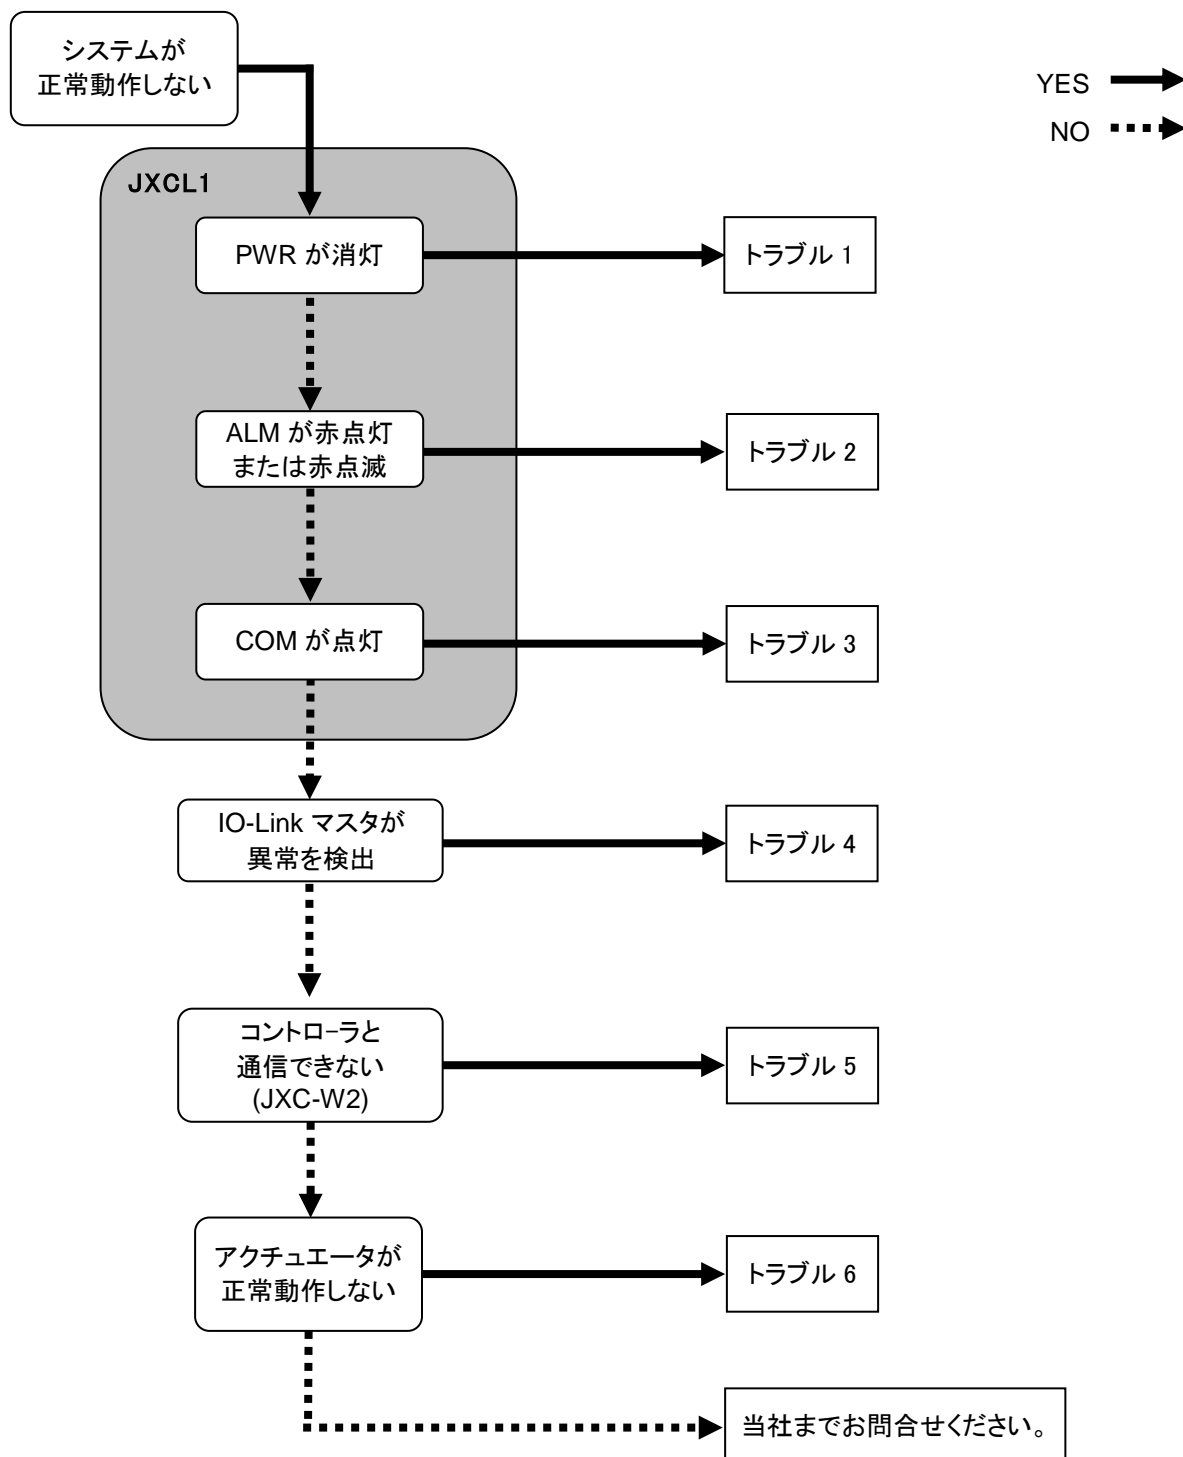 システムが
正常動作しない
YES
NO
JXCL1
PWR が消灯
トラブル 1
ALM が赤点灯
または赤点滅
トラブル 2
COM が点灯
トラブル 3
IO-Link マスタが
異常を検出
トラブル 4
コントロ-ラと
通信できない
(JXC-W2)
トラブル 5
アクチュエータが
正常動作しない
トラブル 6
当社までお問合せください。